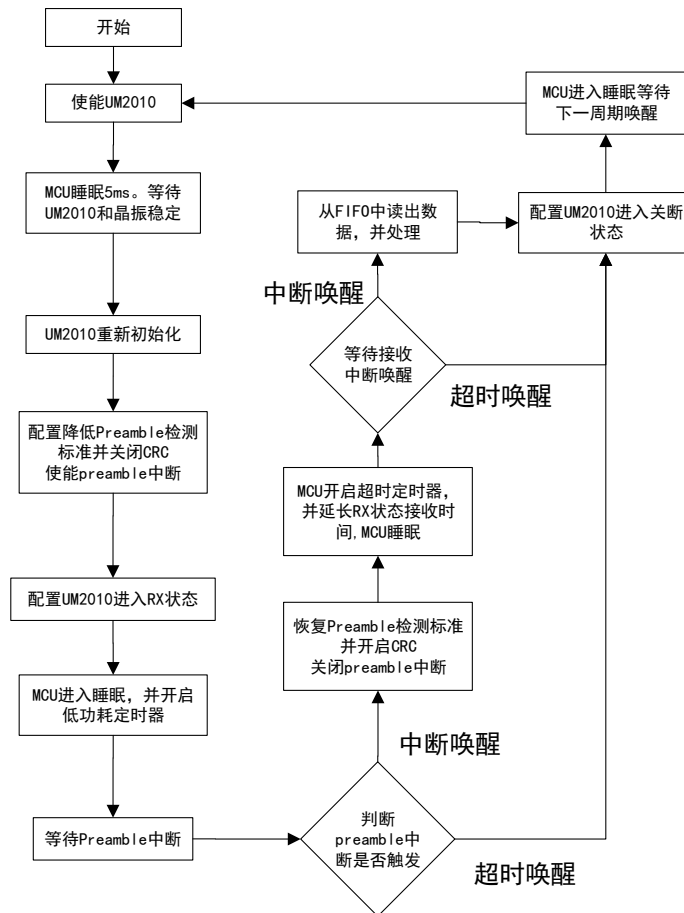 开始
使能UM2010
MCU睡眠5ms。等待
UM2010和晶振稳定
UM2010重新初始化
配置降低Preamble检测
标准并关闭CRC
使能preamble中断
配置UM2010进入RX状态
MCU进入睡眠，并开启
低功耗定时器
等待Preamble中断
判断
preamble中
断是否触发
超时唤醒
中断唤醒
恢复Preamble检测标准
并开启CRC
关闭preamble中断
MCU开启超时定时器，
并延长RX状态接收时
间,MCU睡眠
等待接收
中断唤醒
超时唤醒
中断唤醒
从FIFO中读出数
据，并处理
配置UM2010进入关断
状态
MCU进入睡眠等待
下一周期唤醒